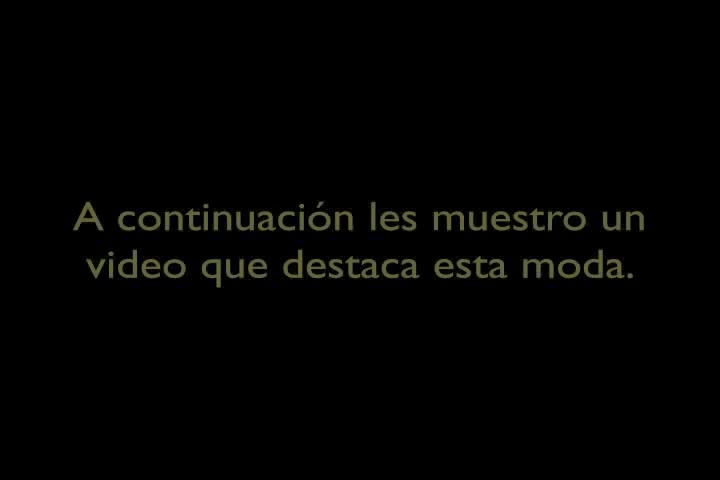 A continuación les muestro un
video que destaca esta moda.